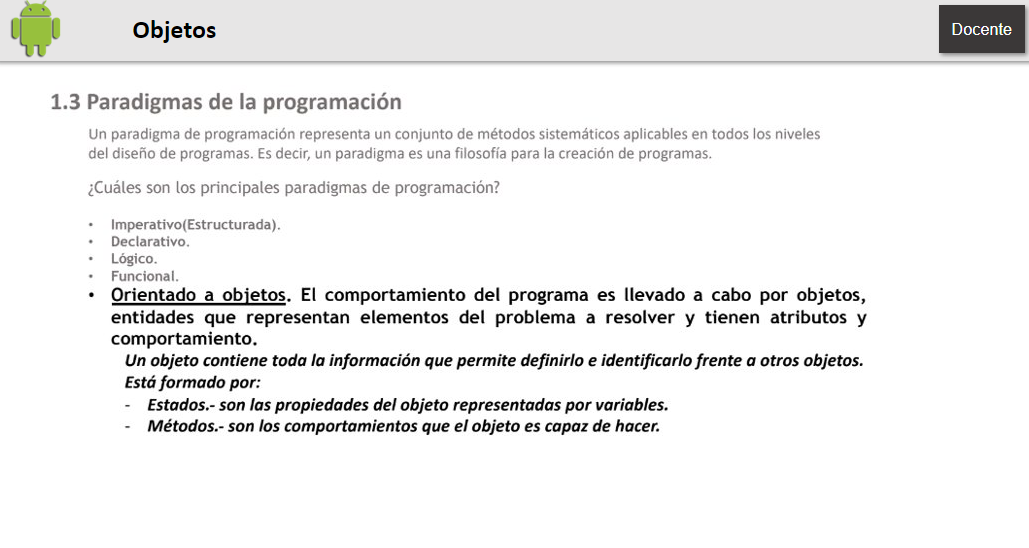 Objetos
Docente
1.3 Paradigmas de la programación
Un paradigma de programación representa un conjunto de métodos sistemáticos aplicables en todos los niveles
del diseño de programas. Es decir, un paradigma es una filosofía para la creación de programas.
¿Cuáles son los principales paradigmas de programación?
• Imperativo(Estructurada).
• Declarativo.
• Lógico.
• Funcional.
• Orientado a objetos. El comportamiento del programa es llevado a cabo por objetos,
entidades que representan elementos del problema a resolver y tienen atributos y
comportamiento.
Un objeto contiene toda la información que permite definirlo e identificarlo frente a otros objetos.
Está formado por:
- Estados.- son las propiedades del objeto representadas por variables.
- Métodos.- son los comportamientos que el objeto es capaz de hacer.